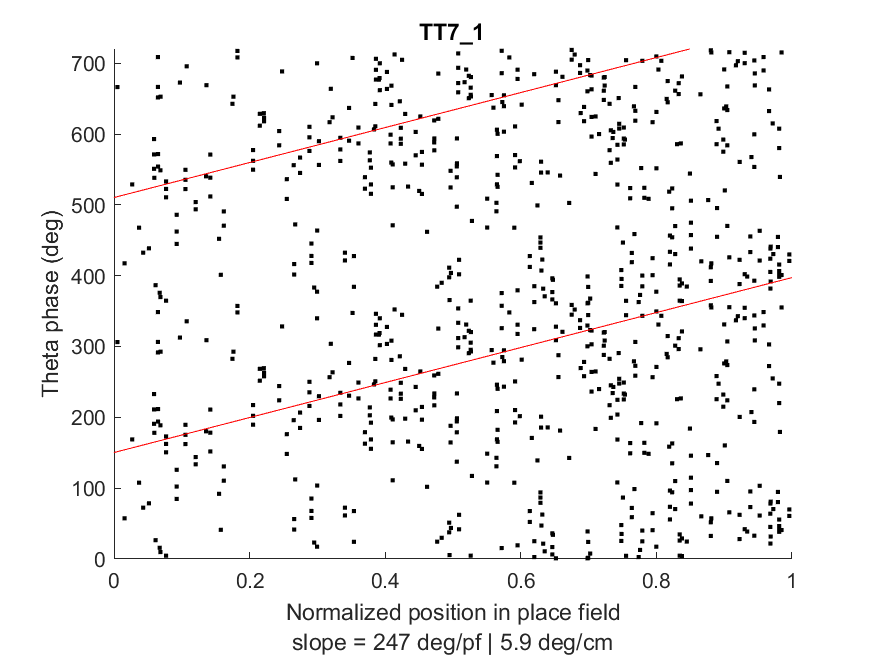 TT7_1
700
600
500
400
300
200
100
0
Theta phase (deg)
0 0.2 0.4 0.6 0.8 1
Normalized position in place field
slope = 247 deg/pf | 5.9 deg/cm